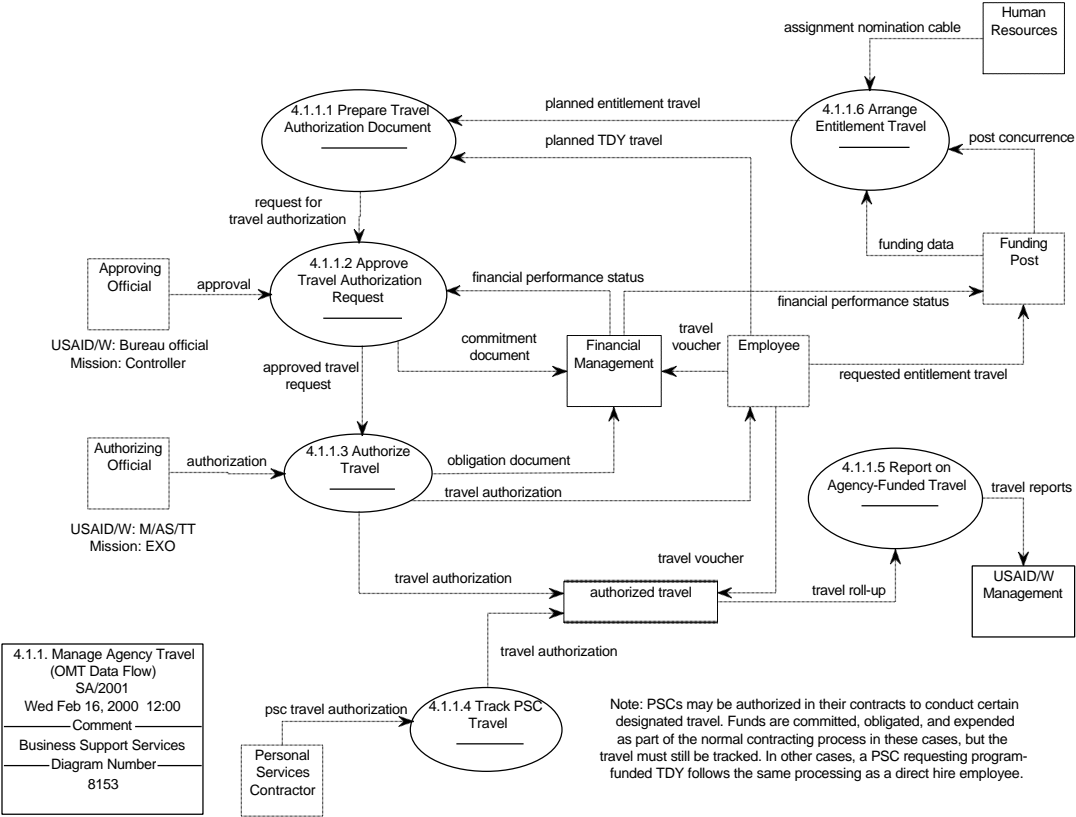 Human
Resources
assignment nomination cable
4.1.1.1 Prepare Travel
Authorization Document
planned entitlement travel
4.1.1.6 Arrange
Entitlement Travel
planned TDY travel
post concurrence
request for
travel authorization
Approving
Official
approval
4.1.1.2 Approve
Travel Authorization
Request
financial performance status
funding data
Funding
Post
financial performance status
USAID/W: Bureau official
Mission: Controller
commitment
document
Financial
Management
travel
voucher
Employee
requested entitlement travel
approved travel
request
Authorizing
Official
authorization
4.1.1.3 Authorize
Travel
obligation document
travel authorization
4.1.1.5 Report on
Agency-Funded Travel
travel reports
USAID/W: M/AS/TT
Mission: EXO
travel voucher
travel authorization
authorized travel
travel roll-up
USAID/W
Management
travel authorization
4.1.1. Manage Agency Travel
(OMT Data Flow)
SA/2001
Wed Feb 16, 2000 12:00
Comment
Business Support Services
Diagram Number
8153
psc travel authorization
4.1.1.4 Track PSC
Travel
Personal
Services
Contractor
Note: PSCs may be authorized in their contracts to conduct certain
designated travel. Funds are committed, obligated, and expended
as part of the normal contracting process in these cases, but the
travel must still be tracked. In other cases, a PSC requesting program-
funded TDY follows the same processing as a direct hire employee.